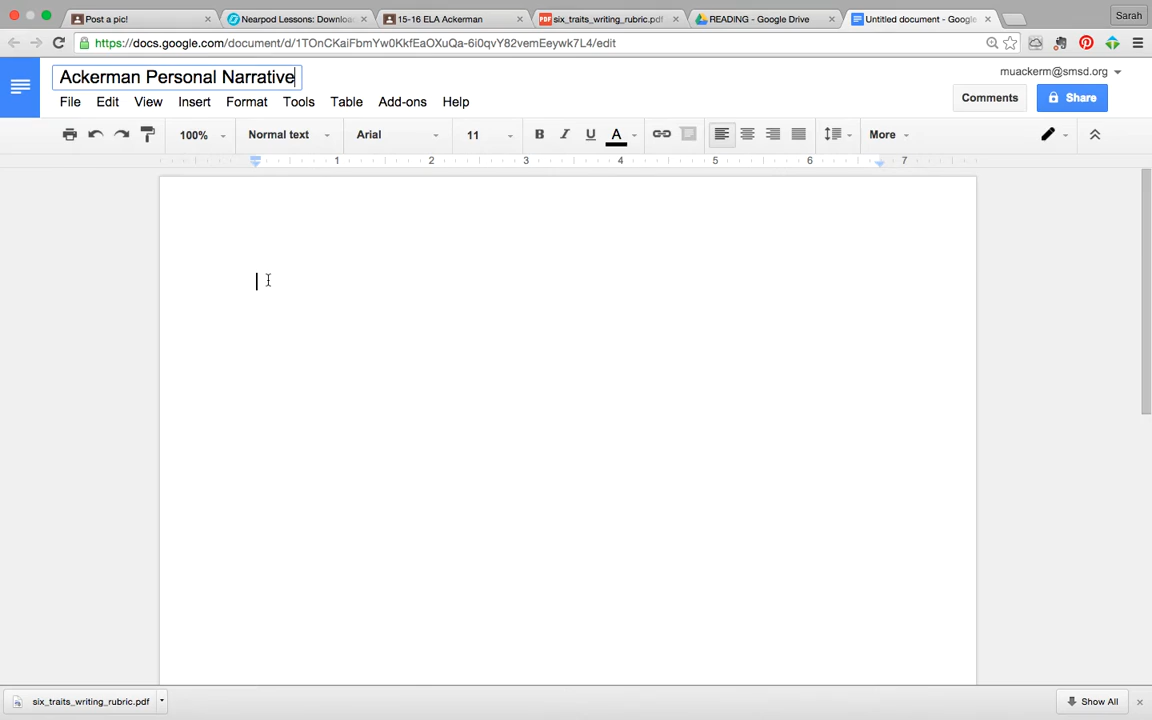 Post a pic!
Nearpod Lessons: Downloa
15-16 ELA Ackerman
PDF six_traits_writing_rubric.pdf
READING - Google Drive
Untitled document - Google
Sarah
https://docs.google.com/document/d/1TOnCKaiFbmYw0KkfEaOXuQa-6i0qvY82vemEeywk7L4/edit
Ackerman Personal Narrative
muackerm@smsd.org
File Edit View Insert Format Tools Table Add-ons Help
Comments
Share
100% Normal text Arial 11 B I U A More
1 2 3 4 5 6 7
six_traits_writing_rubric.pdf
Show All